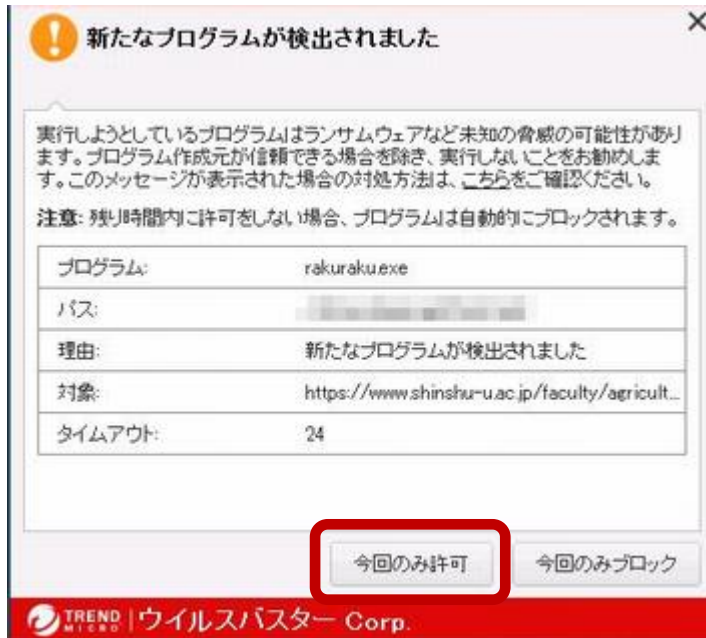 新たなプログラムが検出されました
実行しようとしているプログラムはランサムウェアなど未知の脅威の可能性があり
ます。プログラム作成元が信頼できる場合を除き、実行しないことをお勧めしま
す。このメッセージが表示された場合の対処方法は、こちらをご確認ください。
注意: 残り時間内に許可をしない場合、プログラムは自動的にブロックされます。
プログラム: rakuraku.exe
パス:
理由: 新たなプログラムが検出されました
対象: https://www.shinshu-u.ac.jp/faculty/agricult...
タイムアウト: 24
今回のみ許可 今回のみブロック
TREND MICRO ウイルスバスター Corp.